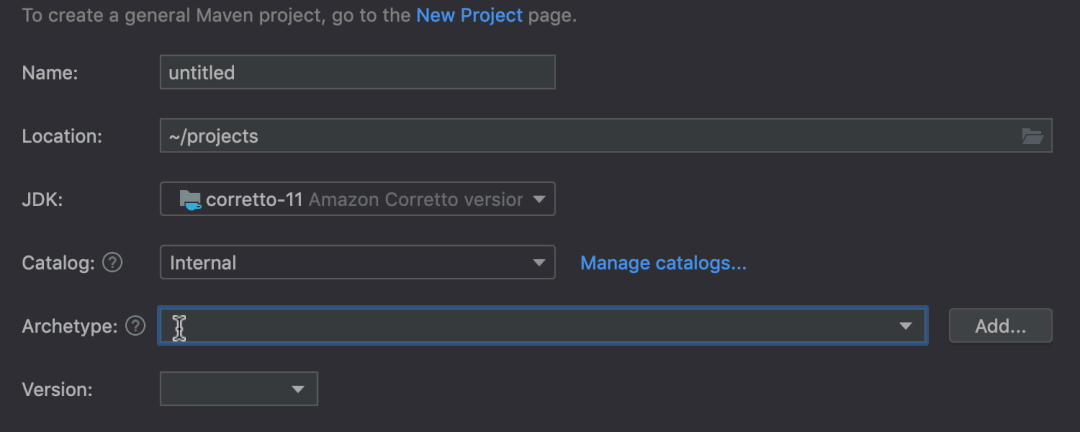 To create a general Maven project, go to the New Project page.
Name: untitled
Location: ~/projects
JDK: corretto-11 Amazon Corretto version
Catalog: ? Internal Manage catalogs...
Archetype: ? Add...
Version: